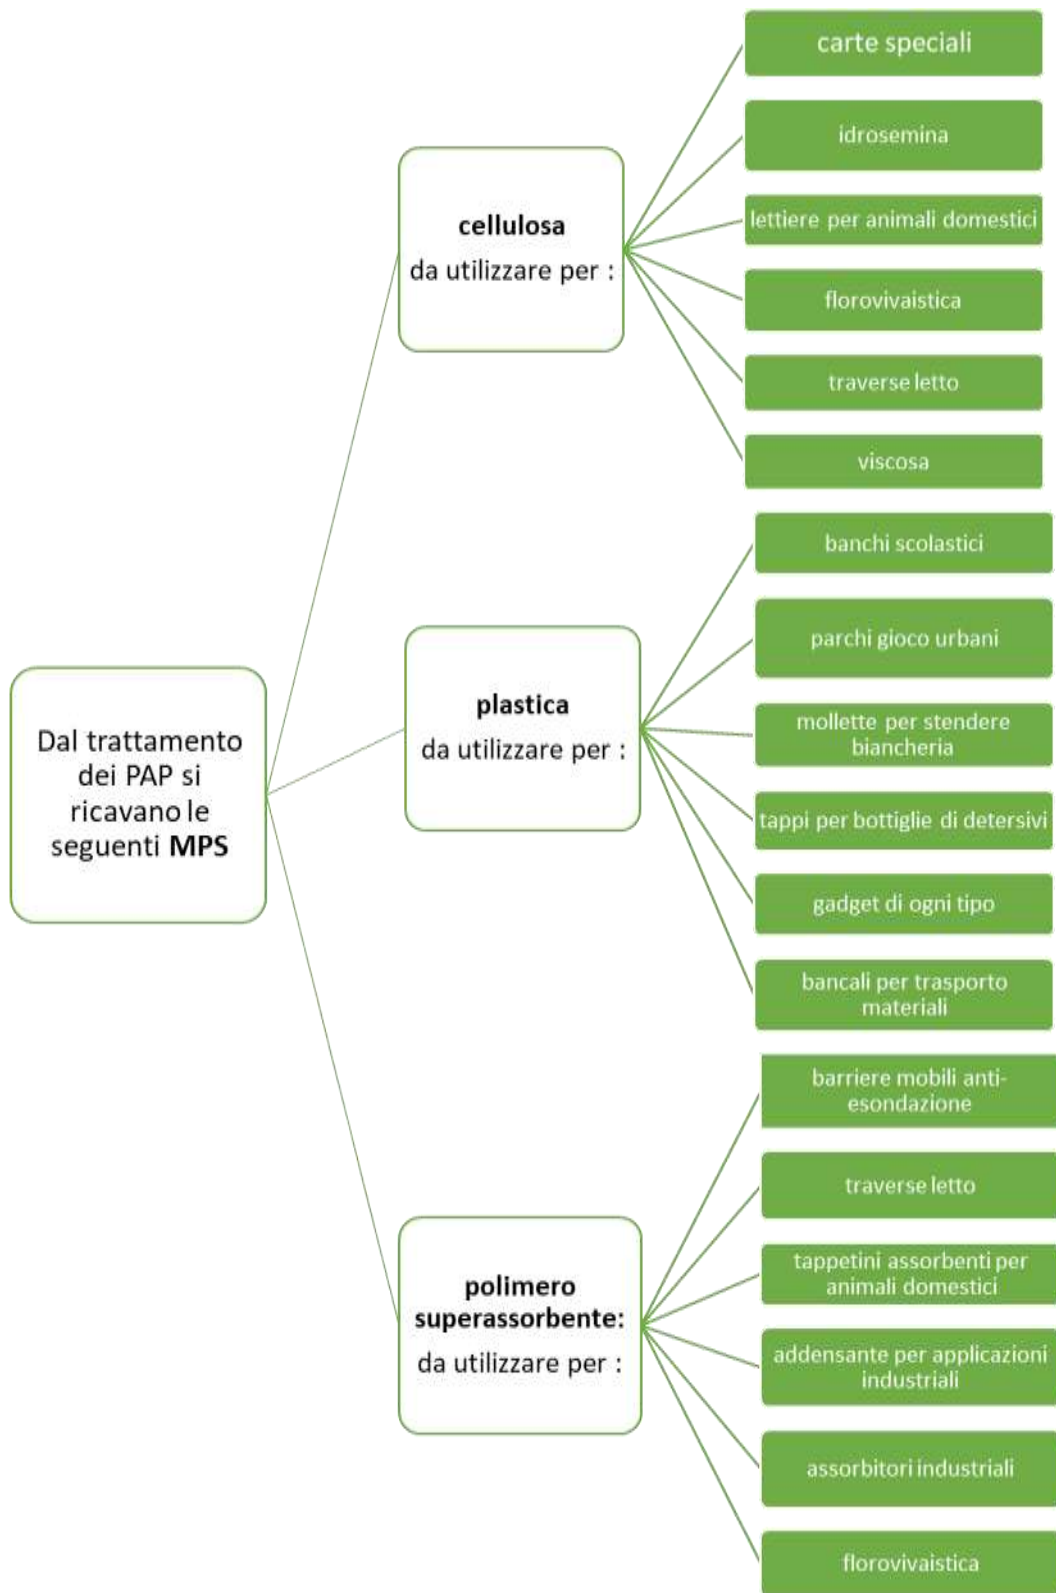 carte speciali
idrosemina
cellulosa
da utilizzare per :
lettiere per animali domestici
florovivaistica
traverse letto
viscosa
banchi scolastici
parchi gioco urbani
plastica
da utilizzare per :
mollette per stendere
biancheria
Dal trattamento
dei PAP si
ricavano le
seguenti MPS
tappi per bottiglie di detersivi
gadget di ogni tipo
bancali per trasporto
materiali
barriere mobili anti-
esondazione
traverse letto
polimero
superassorbente:
da utilizzare per :
tappetini assorbenti per
animali domestici
addensante per applicazioni
industriali
assorbitori industriali
florovivaistica